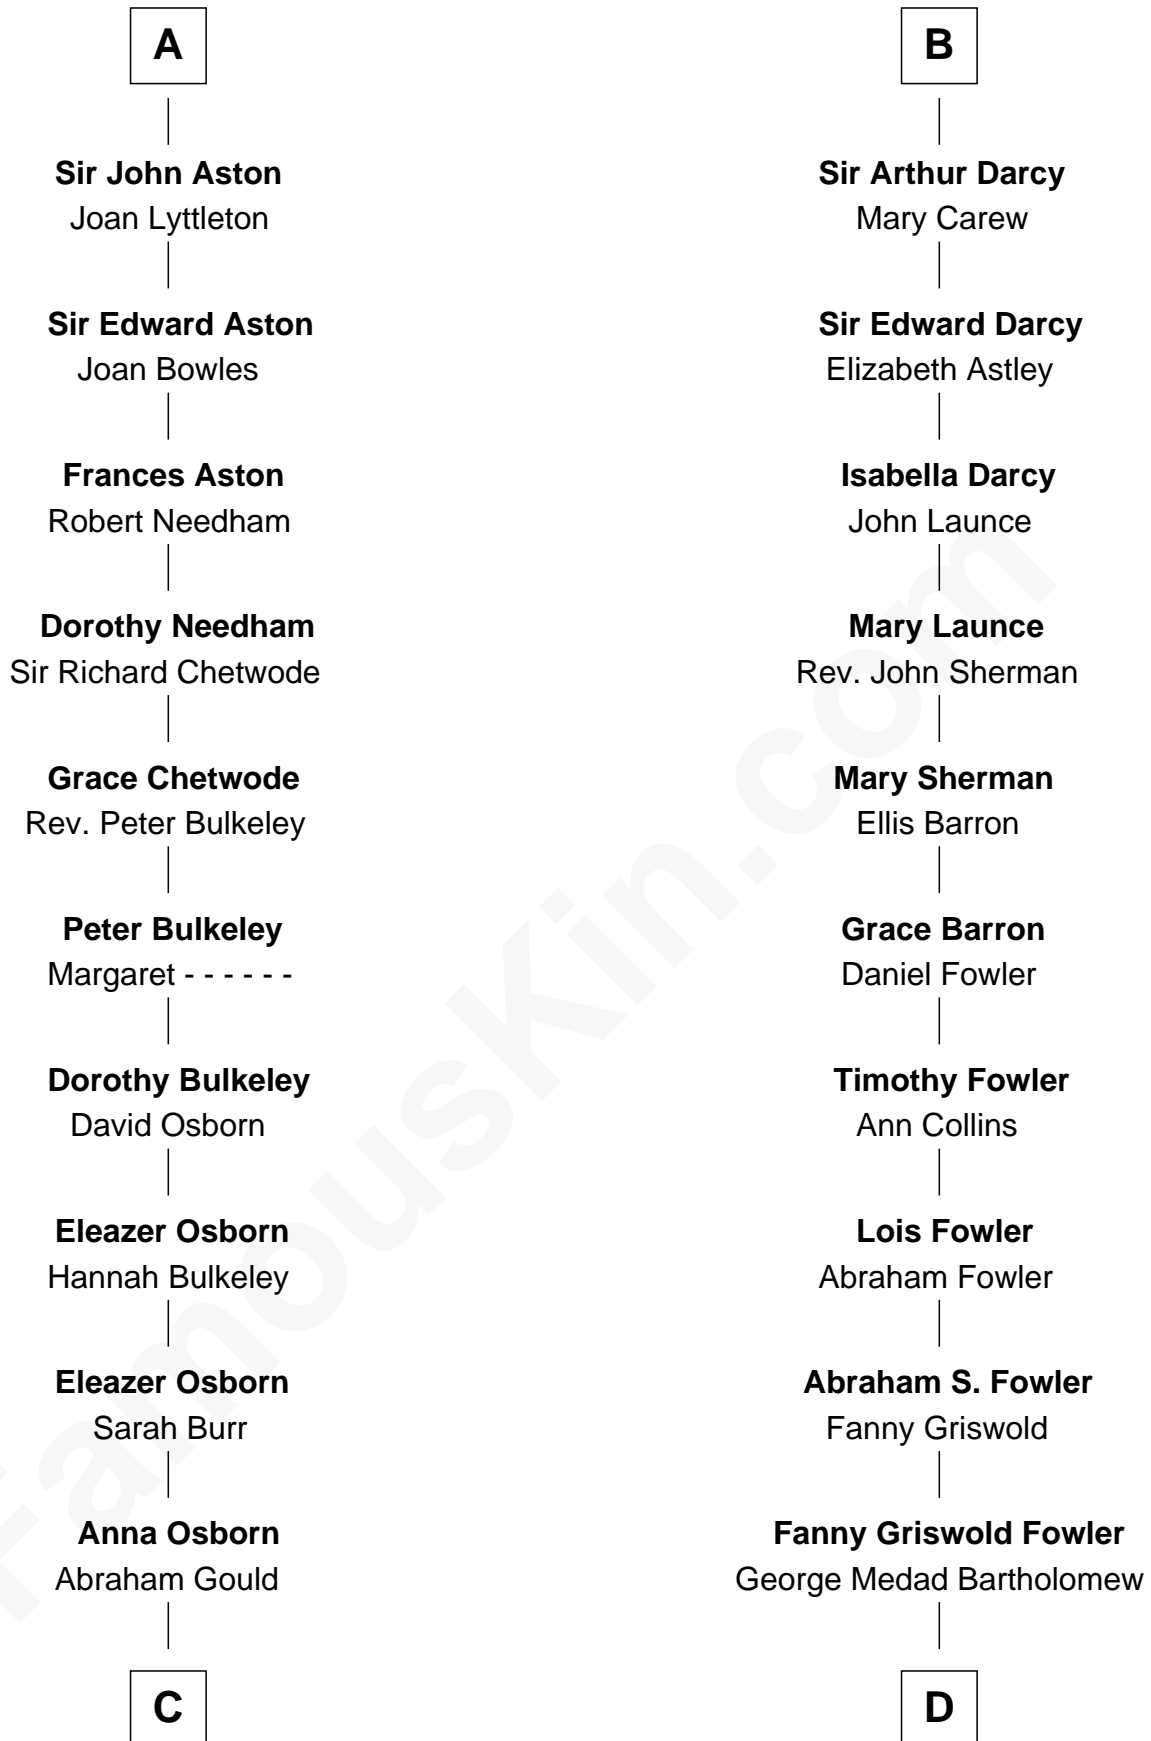 A
Sir John Aston
Joan Lyttleton
Sir Edward Aston
Joan Bowles
Frances Aston
Robert Needham
Dorothy Needham
Sir Richard Chetwode
Grace Chetwode
Rev. Peter Bulkeley
Peter Bulkeley
Margaret - - - - - -
Dorothy Bulkeley
David Osborn
Eleazer Osborn
Hannah Bulkeley
Eleazer Osborn
Sarah Burr
Anna Osborn
Abraham Gould
C
B
Sir Arthur Darcy
Mary Carew
Sir Edward Darcy
Elizabeth Astley
Isabella Darcy
John Launce
Mary Launce
Rev. John Sherman
Mary Sherman
Ellis Barron
Grace Barron
Daniel Fowler
Timothy Fowler
Ann Collins
Lois Fowler
Abraham Fowler
Abraham S. Fowler
Fanny Griswold
Fanny Griswold Fowler
George Medad Bartholomew
D
FamousKin.com